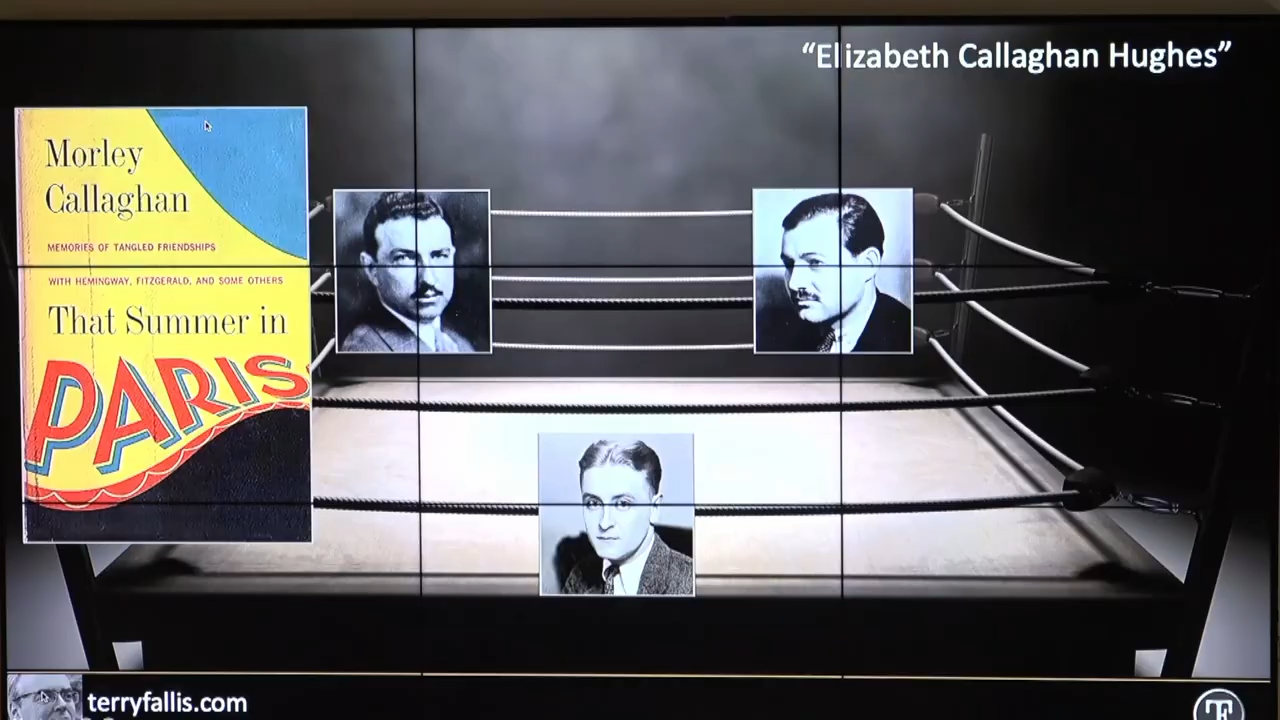 “Elizabeth Callaghan Hughes”
Morley
Callaghan
MEMORIES OF TANGLED FRIENDSHIPS
WITH HEMINGWAY, FITZGERALD, AND SOME OTHERS
That Summer in
PARIS
terryfallis.com
TF